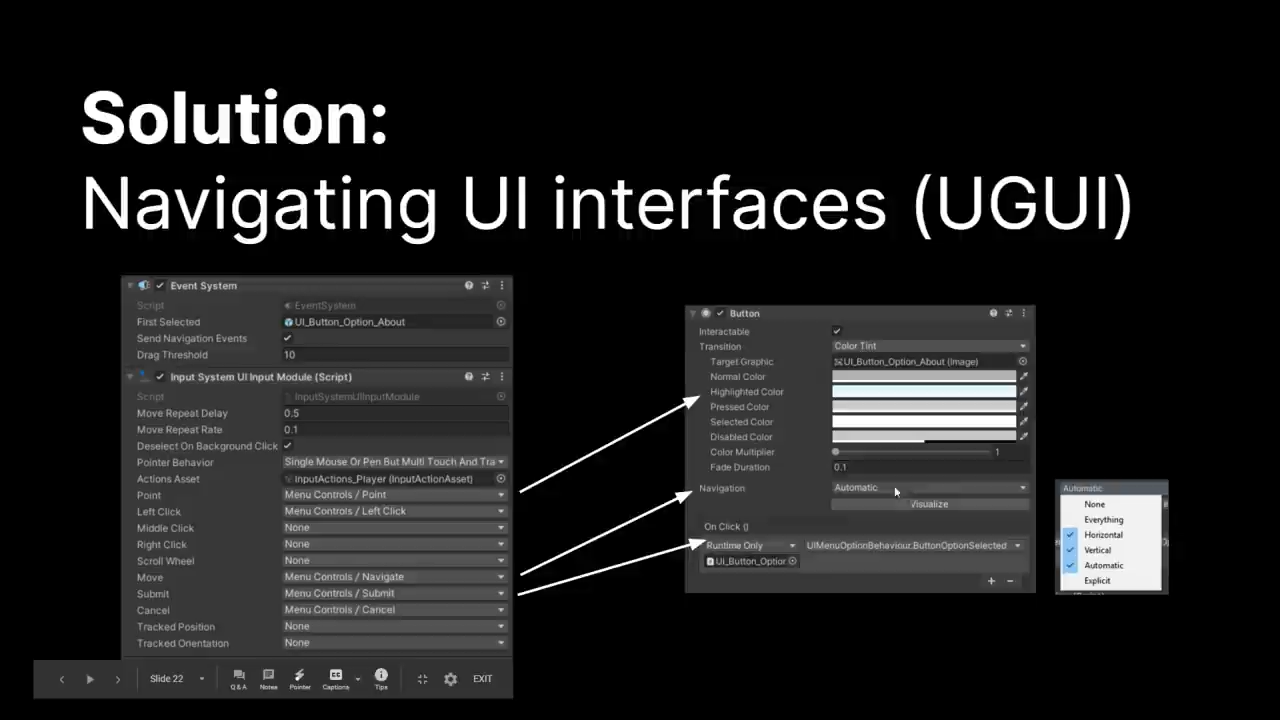 Solution:
Navigating UI interfaces (UGUI)
Event System
Script EventSystem
First Selected UI_Button_Option_About
Send Navigation Events
Drag Threshold 10
Input System UI Input Module (Script)
Script InputSystemUIInputModule
Move Repeat Delay 0.5
Move Repeat Rate 0.1
Deselect On Background Click
Pointer Behavior Single Mouse Or Pen But Multi Touch And Tra
Actions Asset InputActions_Player (InputActionAsset)
Point Menu Controls / Point
Left Click Menu Controls / Left Click
Middle Click None
Right Click None
Scroll Wheel None
Move Menu Controls / Navigate
Submit Menu Controls / Submit
Cancel Menu Controls / Cancel
Tracked Position None
Tracked Orientation None
Button
Interactable
Transition Color Tint
Target Graphic UI_Button_Option_About (Image)
Normal Color
Highlighted Color
Pressed Color
Selected Color
Disabled Color
Color Multiplier 1
Fade Duration 0.1
Navigation Automatic
Visualize
On Click ()
Runtime Only UIMenuOptionBehaviour.ButtonOptionSelected
UI_Button_Option
Automatic
None
Everything
Horizontal
Vertical
Automatic
Explicit
Slide 22
Q&A
Notes
Pointer
Captions
Tips
EXIT